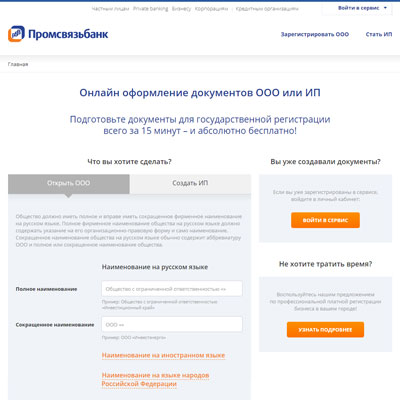 Частным лицам Private banking Бизнесу Корпорациям Кредитным организациям
Войти в сервис
Промсвязьбанк
Зарегистрировать ООО Стать ИП
Главная
Онлайн оформление документов ООО или ИП
Подготовьте документы для государственной регистрации
всего за 15 минут – и абсолютно бесплатно!
Что вы хотите сделать?
Открыть ООО Создать ИП
Общество должно иметь полное и вправе иметь сокращенное фирменное наименование
на русском языке. Полное фирменное наименование общества на русском языке должно
содержать указание на его организационно-правовую форму и само наименование.
Сокращенное наименование общества на русском языке обычно содержит аббревиатуру
ООО и полное или сокращенное наименование общества.
Наименование на русском языке
Полное наименование
Общество с ограниченной ответственностью «»
Пример: Общество с ограниченной ответственностью
«Инвестиционный край»
Сокращенное наименование
ООО «»
Пример: ООО «Инвестэнерго»
Наименование на иностранном языке
Наименование на языке народов
Российской Федерации
Вы уже создавали документы?
Если вы уже зарегистрированы в сервисе,
войдите в личный кабинет:
ВОЙТИ В СЕРВИС
Не хотите тратить время?
Воспользуйтесь нашим предложением
по профессиональной платной регистрации
бизнеса в вашем городе!
УЗНАТЬ ПОДРОБНЕЕ